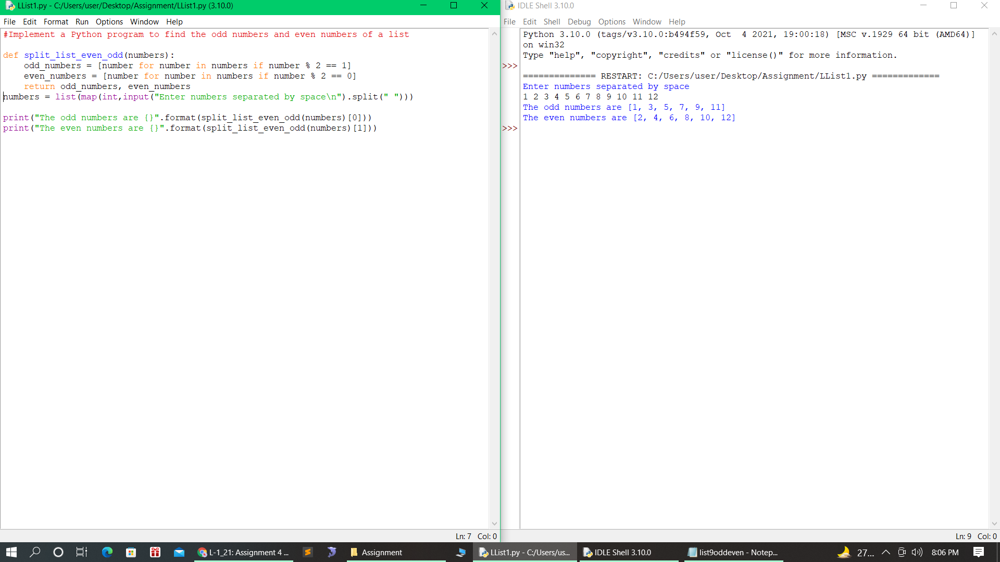 LList1.py - C:/Users/user/Desktop/Assignment/LList1.py (3.10.0)
File Edit Format Run Options Window Help
#Implement a Python program to find the odd numbers and even numbers of a list
def split_list_even_odd(numbers):
    odd_numbers = [number for number in numbers if number % 2 == 1]
    even_numbers = [number for number in numbers if number % 2 == 0]
    return odd_numbers, even_numbers
numbers = list(map(int,input("Enter numbers separated by space\n").split(" ")))
print("The odd numbers are {}".format(split_list_even_odd(numbers)[0]))
print("The even numbers are {}".format(split_list_even_odd(numbers)[1]))
Ln: 7 Col: 0
IDLE Shell 3.10.0
File Edit Shell Debug Options Window Help
Python 3.10.0 (tags/v3.10.0:b494f59, Oct  4 2021, 19:00:18) [MSC v.1929 64 bit (AMD64)]
on win32
Type "help", "copyright", "credits" or "license()" for more information.
>>>
============== RESTART: C:/Users/user/Desktop/Assignment/LList1.py =============
Enter numbers separated by space
1 2 3 4 5 6 7 8 9 10 11 12
The odd numbers are [1, 3, 5, 7, 9, 11]
The even numbers are [2, 4, 6, 8, 10, 12]
>>>
Ln: 9 Col: 0
L-1_21: Assignment 4 ...
Assignment
LList1.py - C:/Users/us...
IDLE Shell 3.10.0
list9oddeven - Notep...
27...
8:06 PM